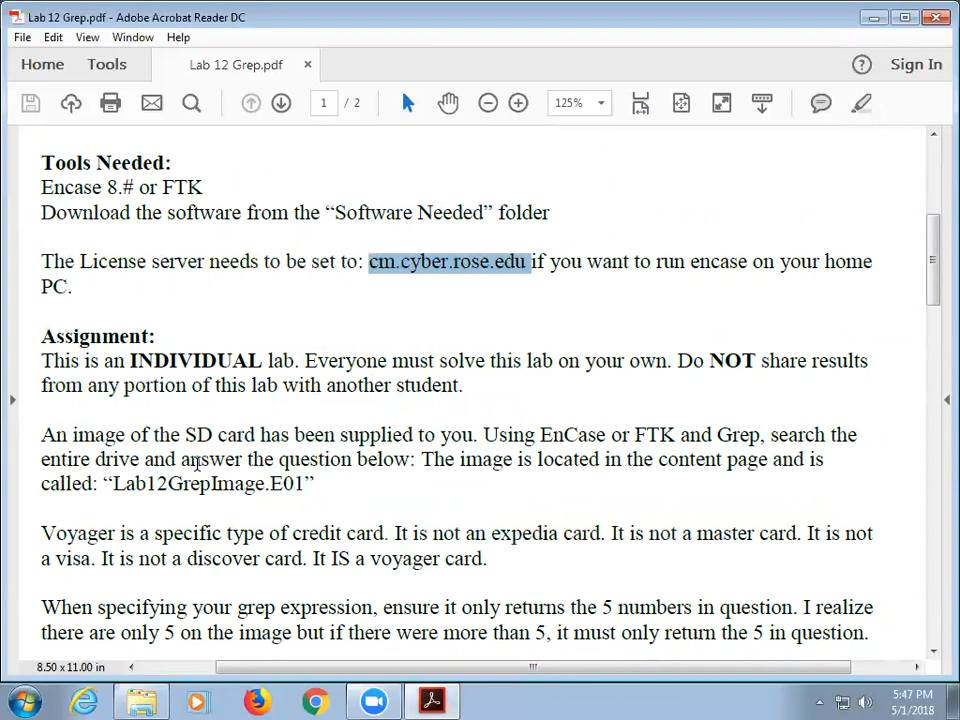 Lab 12 Grep.pdf - Adobe Acrobat Reader DC
File Edit View Window Help
Home Tools Lab 12 Grep.pdf × ? Sign In
1 / 2 125%
Tools Needed:
Encase 8.# or FTK
Download the software from the “Software Needed” folder
The License server needs to be set to: cm.cyber.rose.edu if you want to run encase on your home
PC.
Assignment:
This is an INDIVIDUAL lab. Everyone must solve this lab on your own. Do NOT share results
from any portion of this lab with another student.
An image of the SD card has been supplied to you. Using EnCase or FTK and Grep, search the
entire drive and answer the question below: The image is located in the content page and is
called: “Lab12GrepImage.E01”
Voyager is a specific type of credit card. It is not an expedia card. It is not a master card. It is not
a visa. It is not a discover card. It IS a voyager card.
When specifying your grep expression, ensure it only returns the 5 numbers in question. I realize
there are only 5 on the image but if there were more than 5, it must only return the 5 in question.
8.50 x 11.00 in
5:47 PM
5/1/2018